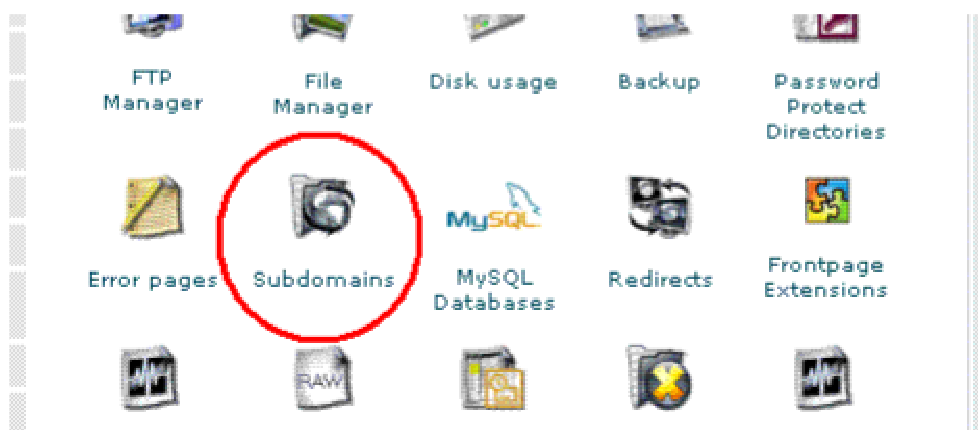 FTP
Manager
File
Manager
Disk usage
Backup
Password
Protect
Directories
MySQL
Error pages
Subdomains
MySQL
Databases
Redirects
Frontpage
Extensions
RAW